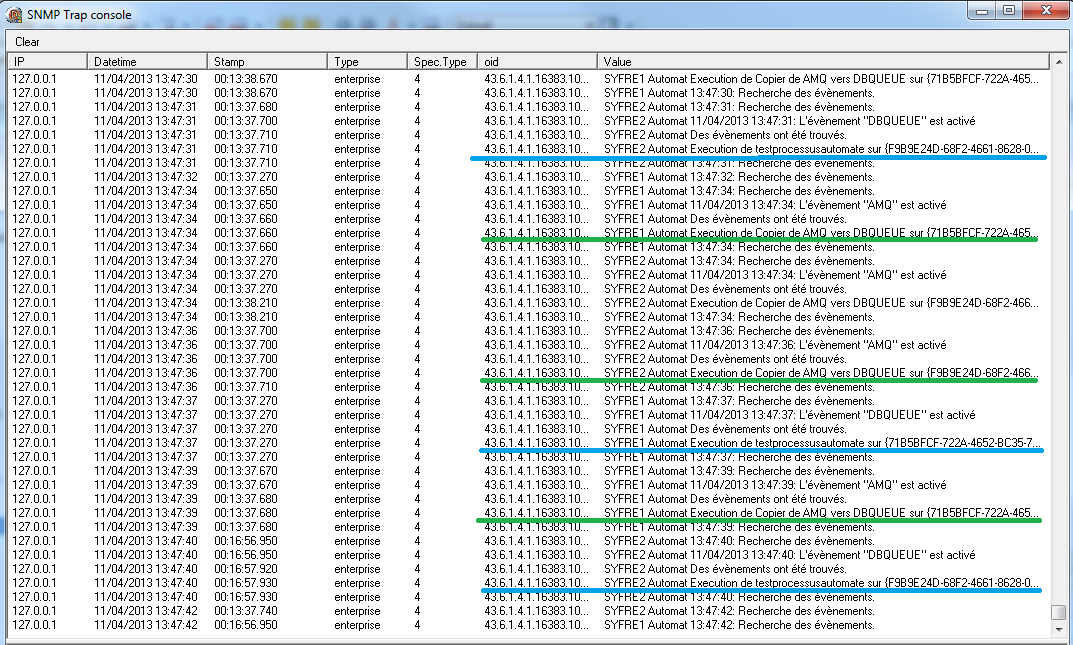 SNMP Trap console
Clear
IP Datetime Stamp Type Spec.Type oid Value
127.0.0.1 11/04/2013 13:47:30 00:13:38.670 enterprise 4 43.6.1.4.1.16383.10... SYFRE1 Automat Execution de Copier de AMQ vers DBQUEUE sur {71B5BFCF-722A-465...
127.0.0.1 11/04/2013 13:47:30 00:13:38.670 enterprise 4 43.6.1.4.1.16383.10... SYFRE1 Automat 13:47:30: Recherche des évènements.
127.0.0.1 11/04/2013 13:47:31 00:13:37.680 enterprise 4 43.6.1.4.1.16383.10... SYFRE2 Automat 13:47:31: Recherche des évènements.
127.0.0.1 11/04/2013 13:47:31 00:13:37.700 enterprise 4 43.6.1.4.1.16383.10... SYFRE2 Automat 11/04/2013 13:47:31: L'évènement "DBQUEUE" est activé
127.0.0.1 11/04/2013 13:47:31 00:13:37.710 enterprise 4 43.6.1.4.1.16383.10... SYFRE2 Automat Des évènements ont été trouvés.
127.0.0.1 11/04/2013 13:47:31 00:13:37.710 enterprise 4 43.6.1.4.1.16383.10... SYFRE2 Automat Execution de testprocessusautomate sur {F9B9E24D-68F2-4661-8628-0...
127.0.0.1 11/04/2013 13:47:31 00:13:37.710 enterprise 4 43.6.1.4.1.16383.10... SYFRE2 Automat 13:47:31: Recherche des évènements.
127.0.0.1 11/04/2013 13:47:32 00:13:37.270 enterprise 4 43.6.1.4.1.16383.10... SYFRE1 Automat 13:47:32: Recherche des évènements.
127.0.0.1 11/04/2013 13:47:34 00:13:37.650 enterprise 4 43.6.1.4.1.16383.10... SYFRE1 Automat 13:47:34: Recherche des évènements.
127.0.0.1 11/04/2013 13:47:34 00:13:37.650 enterprise 4 43.6.1.4.1.16383.10... SYFRE1 Automat 11/04/2013 13:47:34: L'évènement "AMQ" est activé
127.0.0.1 11/04/2013 13:47:34 00:13:37.660 enterprise 4 43.6.1.4.1.16383.10... SYFRE1 Automat Des évènements ont été trouvés.
127.0.0.1 11/04/2013 13:47:34 00:13:37.660 enterprise 4 43.6.1.4.1.16383.10... SYFRE1 Automat Execution de Copier de AMQ vers DBQUEUE sur {71B5BFCF-722A-465...
127.0.0.1 11/04/2013 13:47:34 00:13:37.660 enterprise 4 43.6.1.4.1.16383.10... SYFRE1 Automat 13:47:34: Recherche des évènements.
127.0.0.1 11/04/2013 13:47:34 00:13:37.270 enterprise 4 43.6.1.4.1.16383.10... SYFRE2 Automat 13:47:34: Recherche des évènements.
127.0.0.1 11/04/2013 13:47:34 00:13:37.270 enterprise 4 43.6.1.4.1.16383.10... SYFRE2 Automat 11/04/2013 13:47:34: L'évènement "AMQ" est activé
127.0.0.1 11/04/2013 13:47:34 00:13:37.270 enterprise 4 43.6.1.4.1.16383.10... SYFRE2 Automat Des évènements ont été trouvés.
127.0.0.1 11/04/2013 13:47:34 00:13:38.210 enterprise 4 43.6.1.4.1.16383.10... SYFRE2 Automat Execution de Copier de AMQ vers DBQUEUE sur {F9B9E24D-68F2-466...
127.0.0.1 11/04/2013 13:47:34 00:13:38.210 enterprise 4 43.6.1.4.1.16383.10... SYFRE2 Automat 13:47:34: Recherche des évènements.
127.0.0.1 11/04/2013 13:47:36 00:13:37.700 enterprise 4 43.6.1.4.1.16383.10... SYFRE2 Automat 13:47:36: Recherche des évènements.
127.0.0.1 11/04/2013 13:47:36 00:13:37.700 enterprise 4 43.6.1.4.1.16383.10... SYFRE2 Automat 11/04/2013 13:47:36: L'évènement "AMQ" est activé
127.0.0.1 11/04/2013 13:47:36 00:13:37.700 enterprise 4 43.6.1.4.1.16383.10... SYFRE2 Automat Des évènements ont été trouvés.
127.0.0.1 11/04/2013 13:47:36 00:13:37.700 enterprise 4 43.6.1.4.1.16383.10... SYFRE2 Automat Execution de Copier de AMQ vers DBQUEUE sur {F9B9E24D-68F2-466...
127.0.0.1 11/04/2013 13:47:36 00:13:37.710 enterprise 4 43.6.1.4.1.16383.10... SYFRE2 Automat 13:47:36: Recherche des évènements.
127.0.0.1 11/04/2013 13:47:37 00:13:37.270 enterprise 4 43.6.1.4.1.16383.10... SYFRE1 Automat 13:47:37: Recherche des évènements.
127.0.0.1 11/04/2013 13:47:37 00:13:37.270 enterprise 4 43.6.1.4.1.16383.10... SYFRE1 Automat 11/04/2013 13:47:37: L'évènement "DBQUEUE" est activé
127.0.0.1 11/04/2013 13:47:37 00:13:37.270 enterprise 4 43.6.1.4.1.16383.10... SYFRE1 Automat Des évènements ont été trouvés.
127.0.0.1 11/04/2013 13:47:37 00:13:37.270 enterprise 4 43.6.1.4.1.16383.10... SYFRE1 Automat Execution de testprocessusautomate sur {71B5BFCF-722A-4652-BC35-7...
127.0.0.1 11/04/2013 13:47:37 00:13:37.270 enterprise 4 43.6.1.4.1.16383.10... SYFRE1 Automat 13:47:37: Recherche des évènements.
127.0.0.1 11/04/2013 13:47:39 00:13:37.670 enterprise 4 43.6.1.4.1.16383.10... SYFRE1 Automat 13:47:39: Recherche des évènements.
127.0.0.1 11/04/2013 13:47:39 00:13:37.670 enterprise 4 43.6.1.4.1.16383.10... SYFRE1 Automat 11/04/2013 13:47:39: L'évènement "AMQ" est activé
127.0.0.1 11/04/2013 13:47:39 00:13:37.680 enterprise 4 43.6.1.4.1.16383.10... SYFRE1 Automat Des évènements ont été trouvés.
127.0.0.1 11/04/2013 13:47:39 00:13:37.680 enterprise 4 43.6.1.4.1.16383.10... SYFRE1 Automat Execution de Copier de AMQ vers DBQUEUE sur {71B5BFCF-722A-465...
127.0.0.1 11/04/2013 13:47:39 00:13:37.680 enterprise 4 43.6.1.4.1.16383.10... SYFRE1 Automat 13:47:39: Recherche des évènements.
127.0.0.1 11/04/2013 13:47:40 00:16:56.950 enterprise 4 43.6.1.4.1.16383.10... SYFRE2 Automat 13:47:40: Recherche des évènements.
127.0.0.1 11/04/2013 13:47:40 00:16:56.950 enterprise 4 43.6.1.4.1.16383.10... SYFRE2 Automat 11/04/2013 13:47:40: L'évènement "DBQUEUE" est activé
127.0.0.1 11/04/2013 13:47:40 00:16:57.920 enterprise 4 43.6.1.4.1.16383.10... SYFRE2 Automat Des évènements ont été trouvés.
127.0.0.1 11/04/2013 13:47:40 00:16:57.930 enterprise 4 43.6.1.4.1.16383.10... SYFRE2 Automat Execution de testprocessusautomate sur {F9B9E24D-68F2-4661-8628-0...
127.0.0.1 11/04/2013 13:47:40 00:16:57.930 enterprise 4 43.6.1.4.1.16383.10... SYFRE2 Automat 13:47:40: Recherche des évènements.
127.0.0.1 11/04/2013 13:47:42 00:13:37.740 enterprise 4 43.6.1.4.1.16383.10... SYFRE2 Automat 13:47:42: Recherche des évènements.
127.0.0.1 11/04/2013 13:47:42 00:16:56.950 enterprise 4 43.6.1.4.1.16383.10... SYFRE1 Automat 13:47:42: Recherche des évènements.